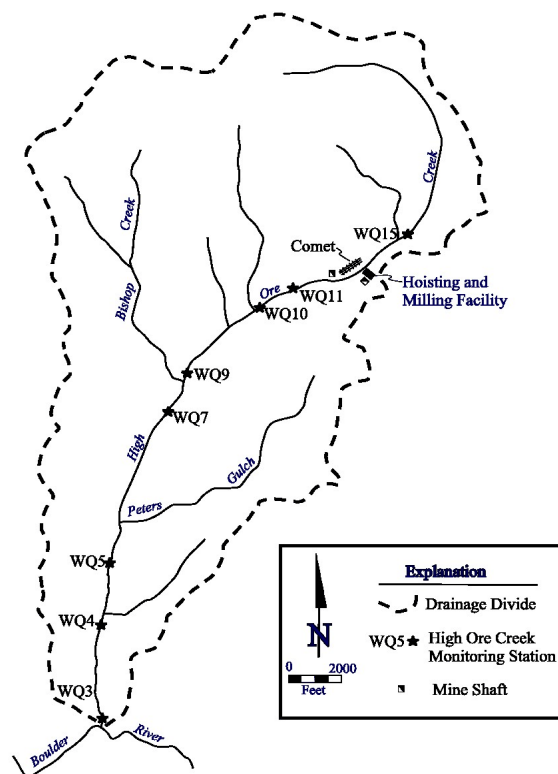 Creek
Creek
WQ15
Comet
Hoisting and
Milling Facility
Ore
WQ11
WQ10
Bishop
WQ9
WQ7
High
Gulch
Peters
WQ5
WQ4
WQ3
Boulder
River
Explanation
Drainage Divide
WQ5
High Ore Creek
Monitoring Station
N
0 2000
Feet
Mine Shaft